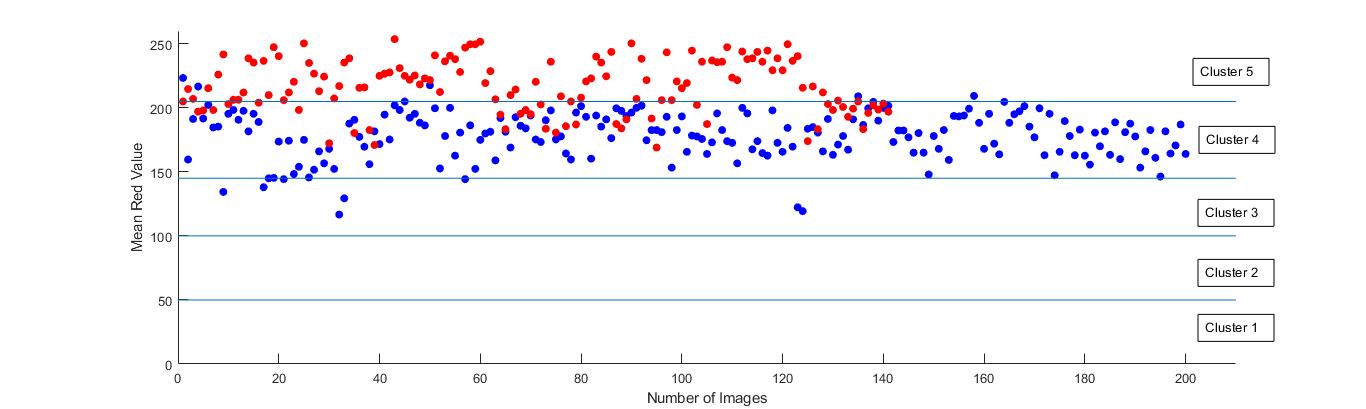 250
200
150
100
50
0
Mean Red Value
0 20 40 60 80 100 120 140 160 180 200
Number of Images
Cluster 5
Cluster 4
Cluster 3
Cluster 2
Cluster 1